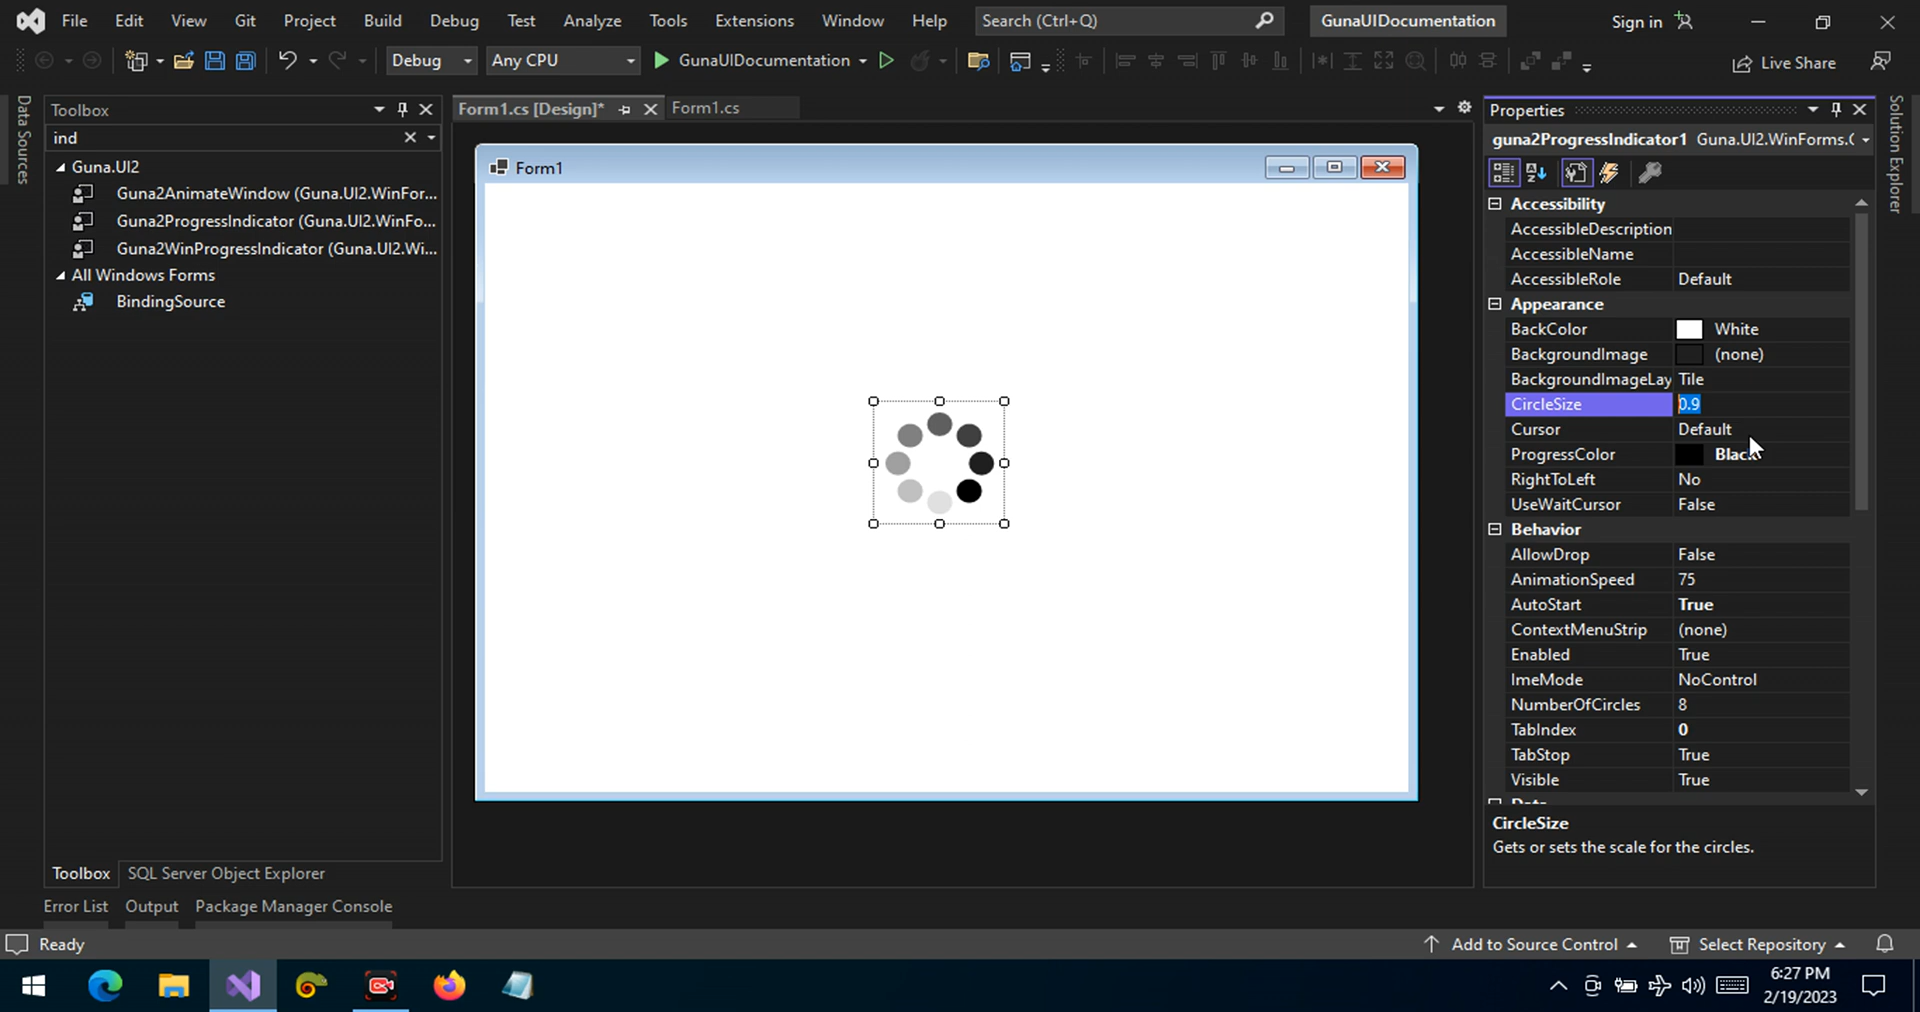 File Edit View Git Project Build Debug Test Analyze Tools Extensions Window Help Search (Ctrl+Q) GunaUIDocumentation Sign in
Debug Any CPU GunaUIDocumentation Live Share
Data Sources
Toolbox
ind
Guna.UI2
Guna2AnimateWindow (Guna.UI2.WinFor...
Guna2ProgressIndicator (Guna.UI2.WinFo...
Guna2WinProgressIndicator (Guna.UI2.Wi...
All Windows Forms
BindingSource
Toolbox SQL Server Object Explorer
Form1.cs [Design]* Form1.cs
Form1
Properties
guna2ProgressIndicator1 Guna.UI2.WinForms.(
Accessibility
AccessibleDescription
AccessibleName
AccessibleRole Default
Appearance
BackColor White
BackgroundImage (none)
BackgroundImageLay Tile
CircleSize 0.9
Cursor Default
ProgressColor Black
RightToLeft No
UseWaitCursor False
Behavior
AllowDrop False
AnimationSpeed 75
AutoStart True
ContextMenuStrip (none)
Enabled True
ImeMode NoControl
NumberOfCircles 8
TabIndex 0
TabStop True
Visible True
CircleSize
Gets or sets the scale for the circles.
Solution Explorer
Error List Output Package Manager Console
Ready Add to Source Control Select Repository
6:27 PM
2/19/2023